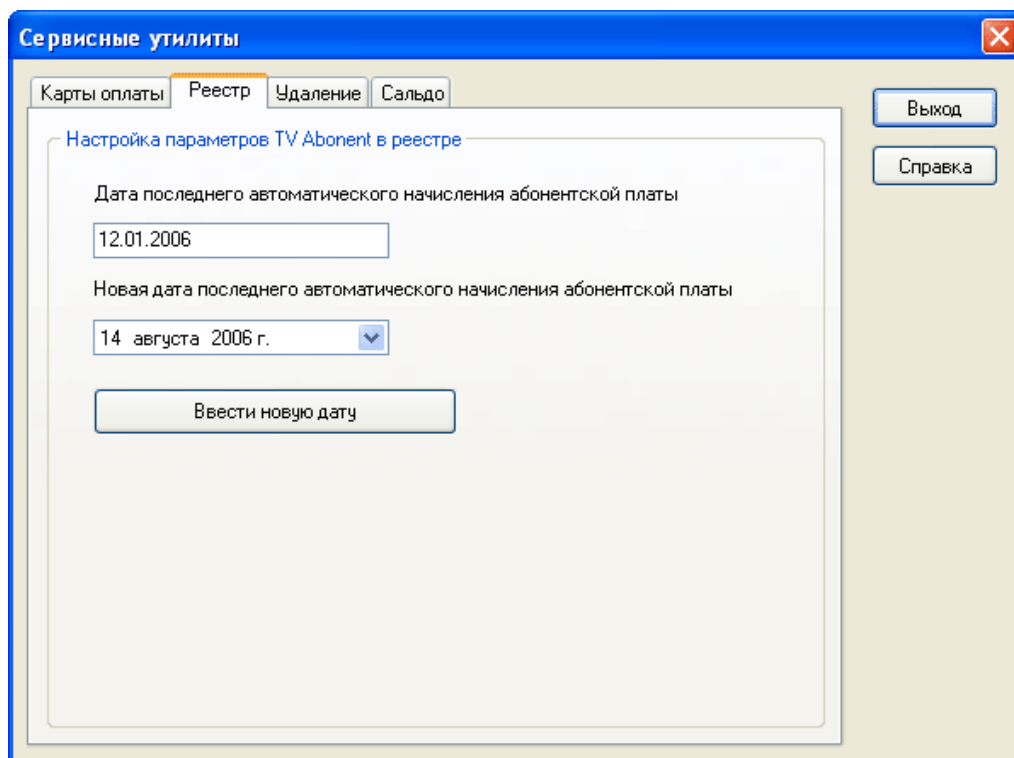 Сервисные утилиты
Карты оплаты Реестр Удаление Сальдо
Выход
Справка
Настройка параметров TV Abonent в реестре
Дата последнего автоматического начисления абонентской платы
12.01.2006
Новая дата последнего автоматического начисления абонентской платы
14 августа 2006 г.
Ввести новую дату